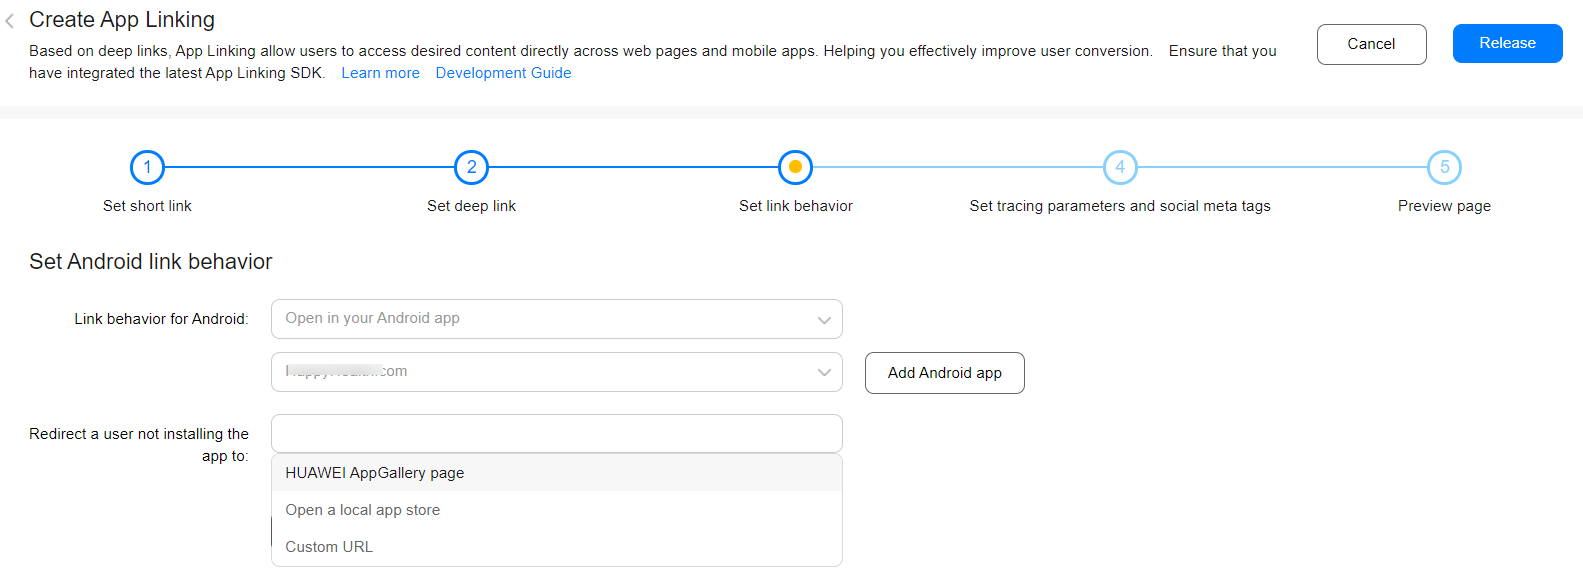 Create App Linking
Based on deep links, App Linking allow users to access desired content directly across web pages and mobile apps. Helping you effectively improve user conversion. Ensure that you
have integrated the latest App Linking SDK. Learn more Development Guide
Cancel
Release
1
2
4
5
Set short link
Set deep link
Set link behavior
Set tracing parameters and social meta tags
Preview page
Set Android link behavior
Link behavior for Android:
Open in your Android app
.com
Add Android app
Redirect a user not installing the
app to:
HUAWEI AppGallery page
Open a local app store
Custom URL